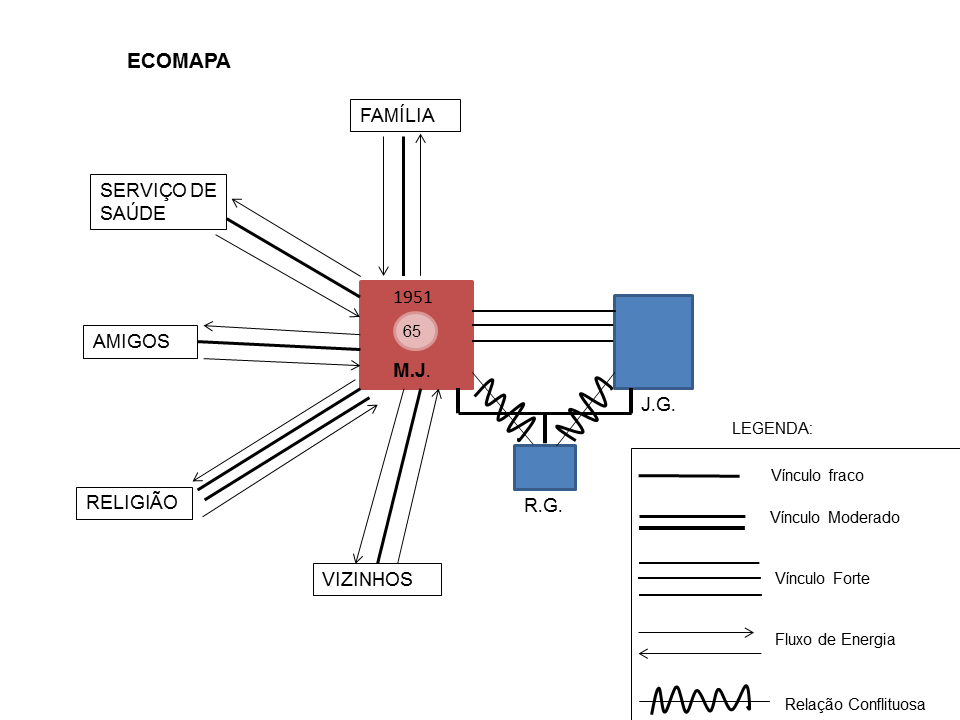 ECOMAPA
FAMÍLIA
SERVIÇO DE
SAÚDE
1951
65
AMIGOS
M.J.
J.G.
LEGENDA:
Vínculo fraco
RELIGIÃO
R.G.
Vínculo Moderado
VIZINHOS
Vínculo Forte
Fluxo de Energia
Relação Conflituosa